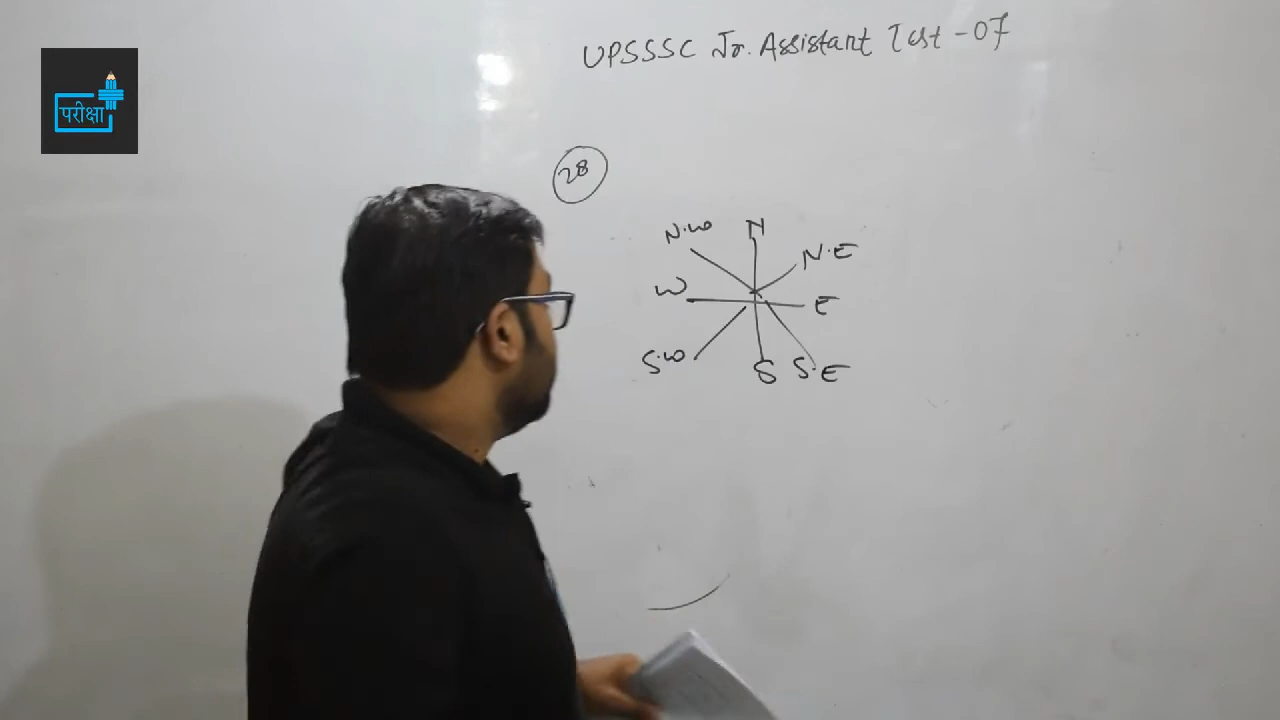 UPSSSC Jr. Assistant Test - 07
परीक्षा
28
N.W N N.E
W E
S.W S S.E